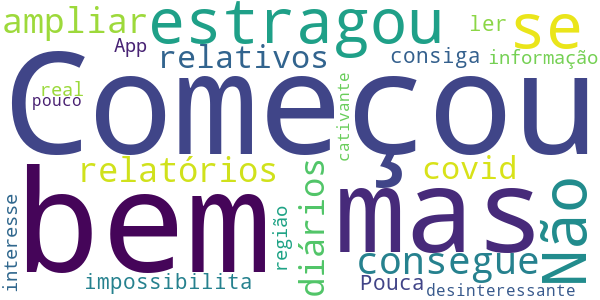 ampliar
estragou
se
ler
App
relativos
consiga
informação
Começou
real
pouco
cativante
relatórios
covid
bem
mas
diários
região
Não
interesse
consegue
impossibilita
Pouca
desinteressante